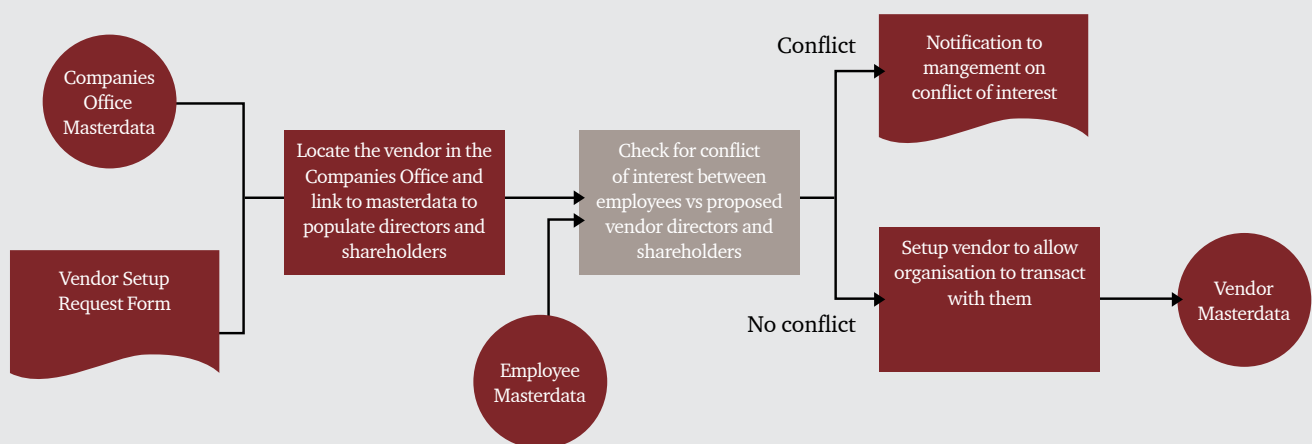 Companies
Office
Masterdata
Vendor Setup
Request Form
Locate the vendor in the
Companies Office and
link to masterdata to
populate directors and
shareholders
Employee
Masterdata
Check for conflict
of interest between
employees vs proposed
vendor directors and
shareholders
Conflict
Notification to
mangement on
conflict of interest
No conflict
Setup vendor to allow
organisation to transact
with them
Vendor
Masterdata